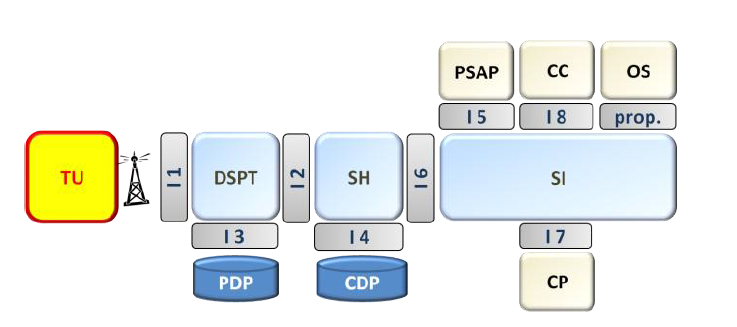 PSAP CC OS
I 5 I 8 prop.
TU I 1 DSPT I 2 SH I 6 SI
I 3 I 4 I 7
PDP CDP CP